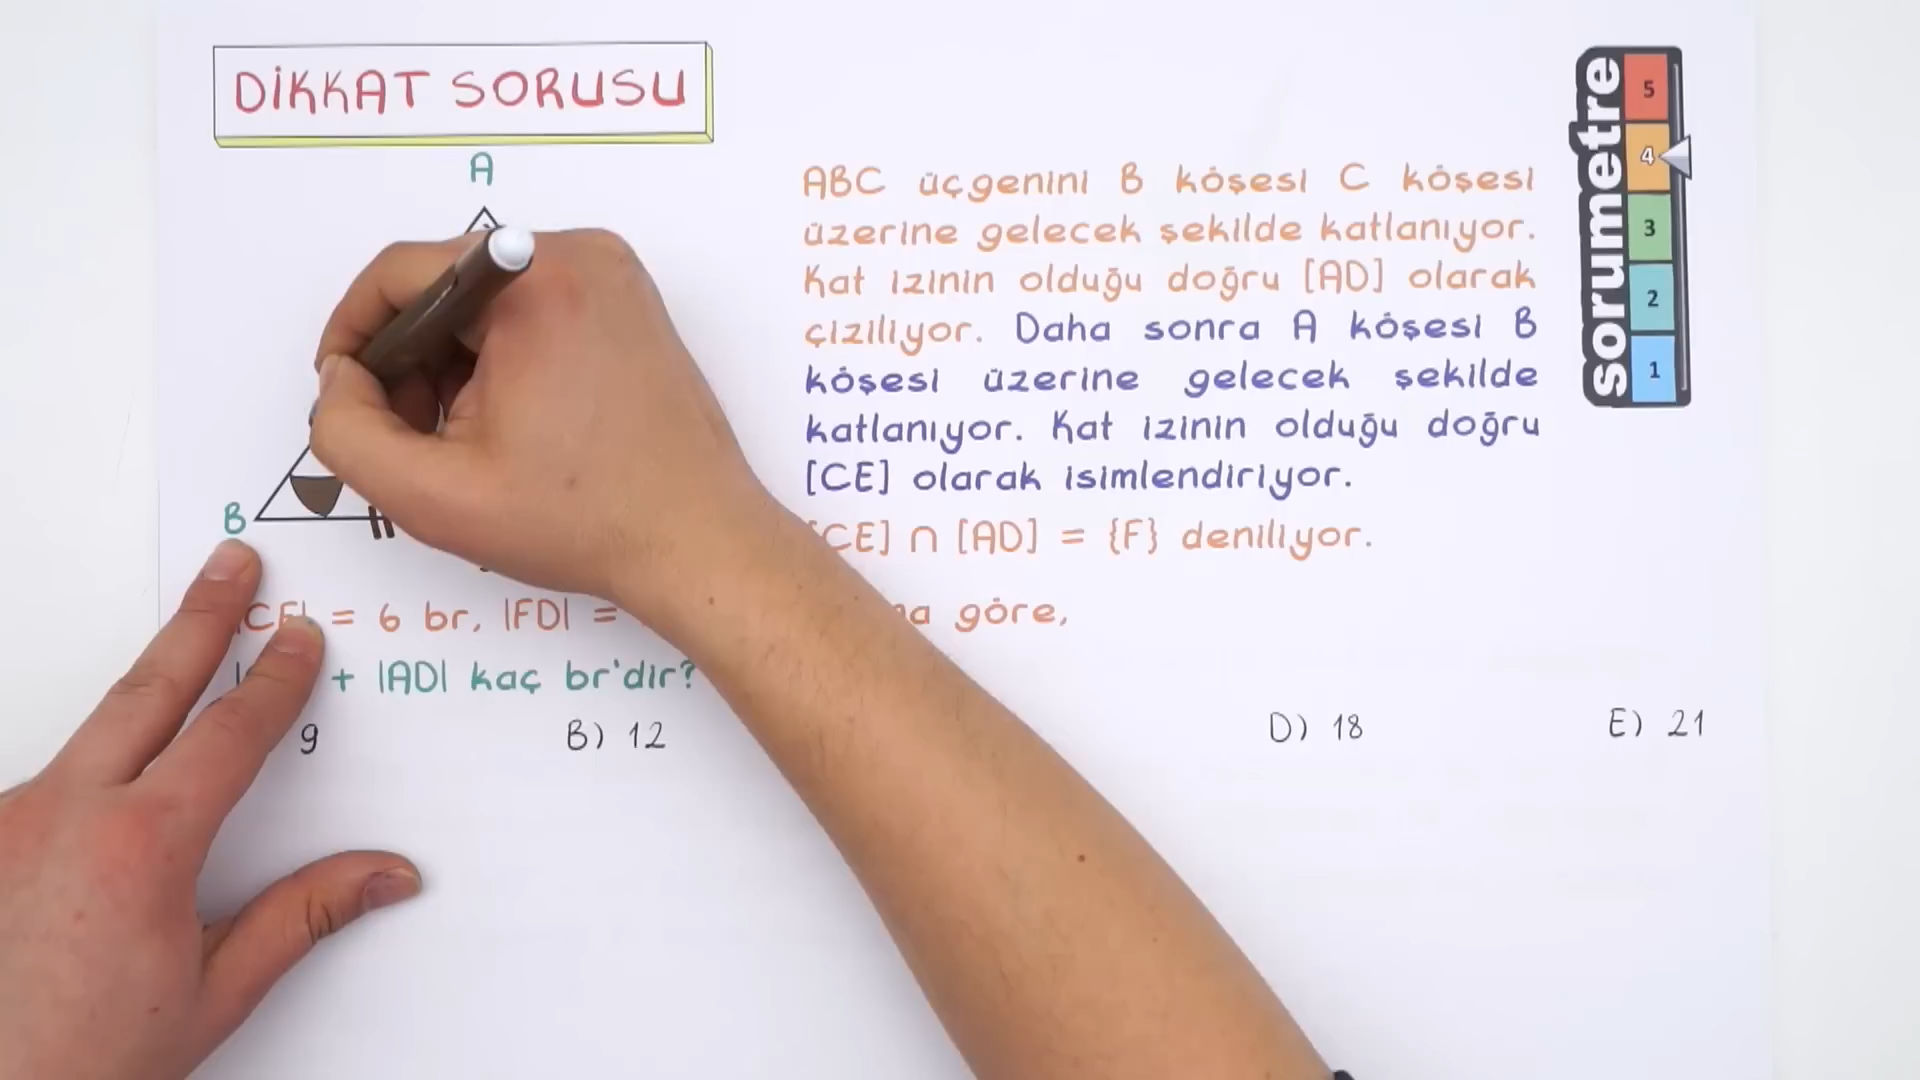 DİKKAT SORUSU
A
B
ABC üçgenini B köşesi C köşesi
üzerine gelecek şekilde katlanıyor.
Kat izinin olduğu doğru [AD] olarak
çiziliyor. Daha sonra A köşesi B
köşesi üzerine gelecek şekilde
katlanıyor. Kat izinin olduğu doğru
[CE] olarak isimlendiriyor.
[CE] ∩ [AD] = {F} deniliyor.
|CE| = 6 br, |FD| = göre,
+ |AD| kaç br'dir?
9
B) 12
D) 18
E) 21
sorumetre
5
4
3
2
1